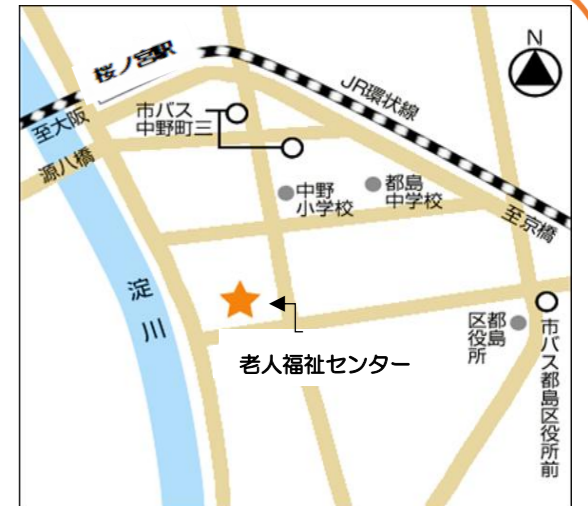 N
桜ノ宮駅
JR環状線
至大阪
市バス
中野町三
源八橋
中野
小学校
都島
中学校
至京橋
淀川
老人福祉センター
都島
区役所
市バス都島区役所前